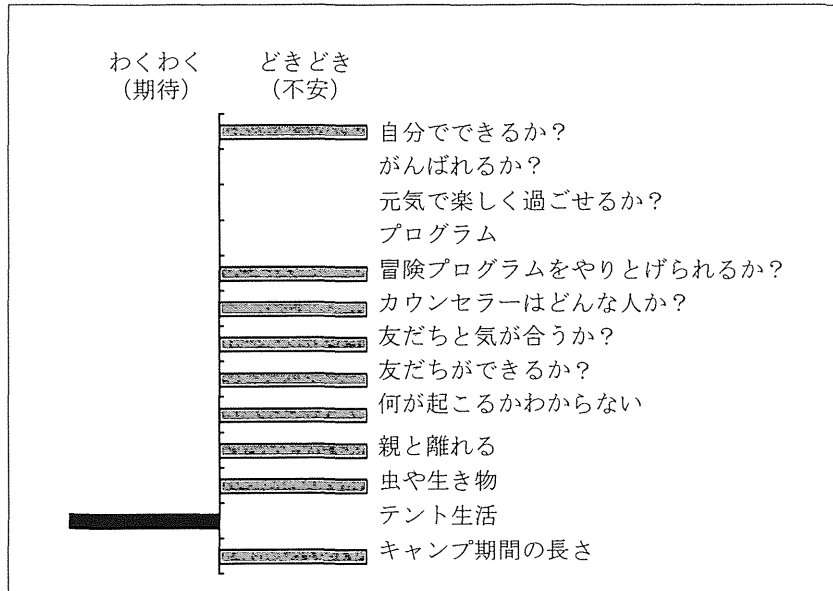 わくわく どきどき
（期待） （不安）
自分でできるか？
がんばれるか？
元気で楽しく過ごせるか？
プログラム
冒険プログラムをやりとげられるか？
カウンセラーはどんな人か？
友だちと気が合うか？
友だちができるか？
何が起こるかわからない
親と離れる
虫や生き物
テント生活
キャンプ期間の長さ